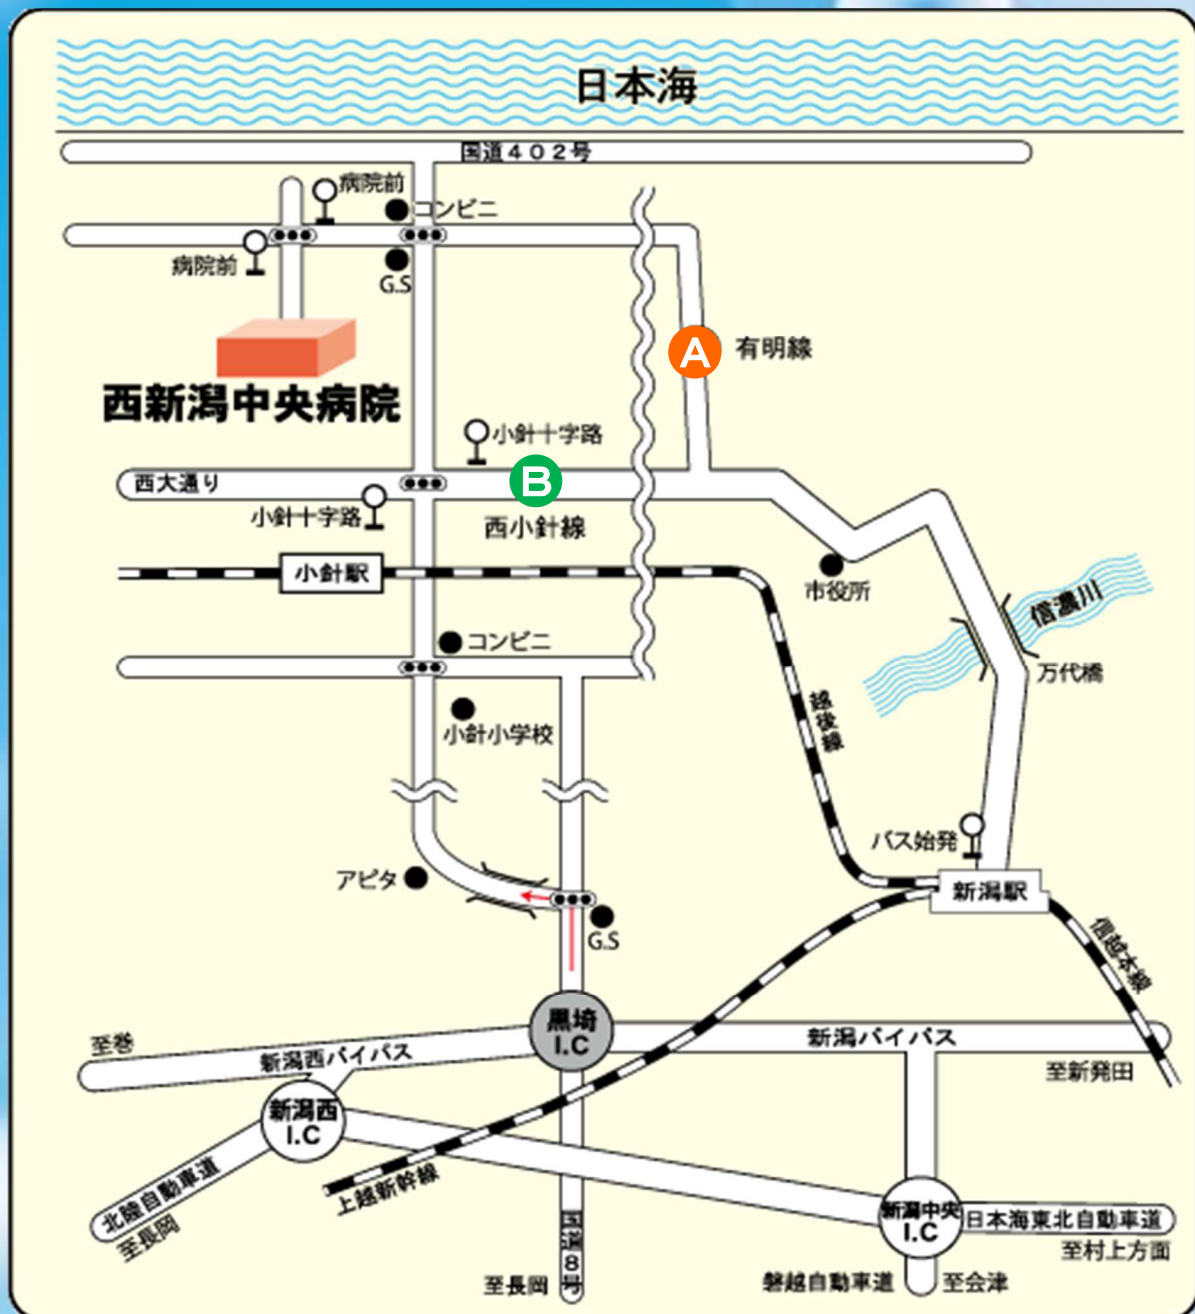 日本海
国道402号
病院前
コンビニ
病院前
G.S
A
有明線
西新潟中央病院
小針十字路
西大通り
B
小針十字路
西小針線
小針駅
市役所
信濃川
コンビニ
万代橋
越後線
小針小学校
バス始発
アピタ
新潟駅
G.S
信越本線
黒埼
I.C
至巻
新潟西バイパス
新潟バイパス
至新発田
新潟西
I.C
北陸自動車道
至長岡
上越新幹線
新潟中央
I.C
日本海東北自動車道
国道8号
至村上方面
至長岡
磐越自動車道
至会津